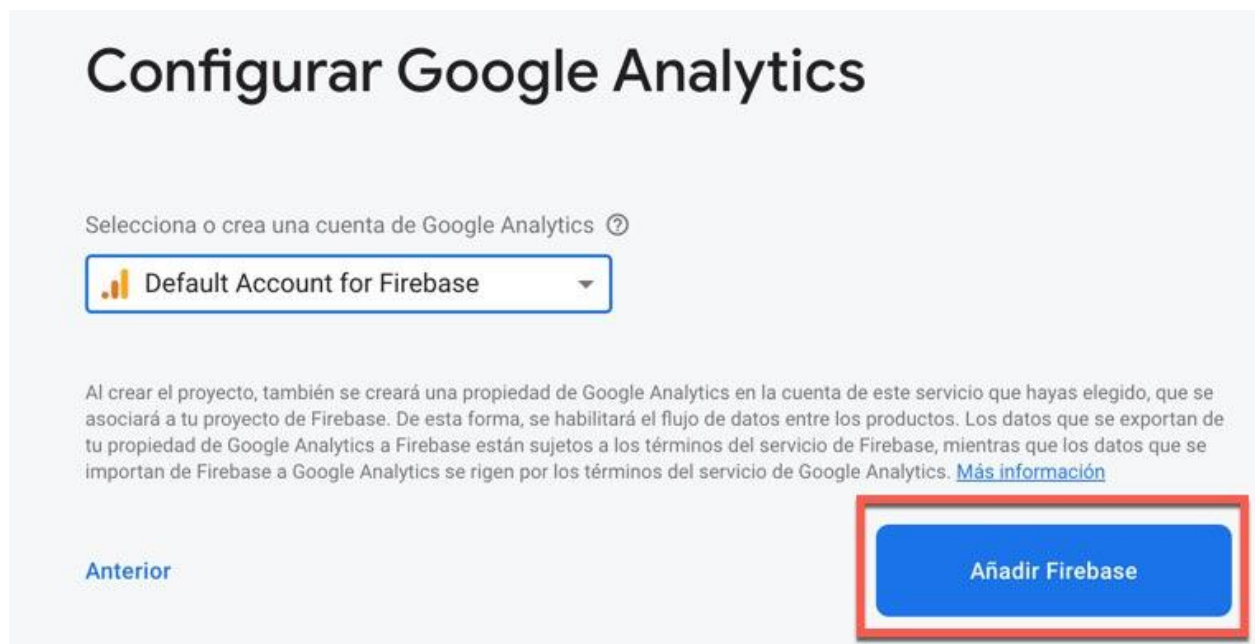 Configurar Google Analytics
Selecciona o crea una cuenta de Google Analytics
Default Account for Firebase
Al crear el proyecto, también se creará una propiedad de Google Analytics en la cuenta de este servicio que hayas elegido, que se
asociará a tu proyecto de Firebase. De esta forma, se habilitará el flujo de datos entre los productos. Los datos que se exportan de
tu propiedad de Google Analytics a Firebase están sujetos a los términos del servicio de Firebase, mientras que los datos que se
importan de Firebase a Google Analytics se rigen por los términos del servicio de Google Analytics. Más información
Anterior
Añadir Firebase